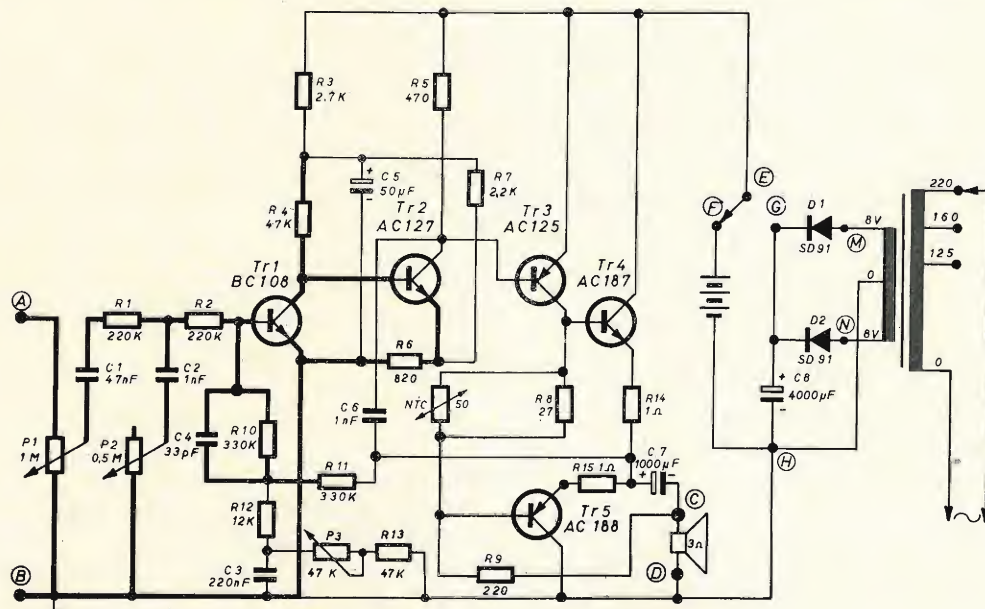 R3
2.7K
R5
470
C5
+
50µF
-
R7
2,2K
R4
47K
Tr2
AC127
Tr3
AC125
Tr4
AC187
Tr1
BC108
E
F
G
D1
SD91
M
8V
0
D2
SD91
N
8V
220
160
125
0
A
R1
220K
R2
220K
C1
47nF
C2
1nF
R6
820
C6
1nF
NTC
50
R8
27
R14
1Ω
C8
+
4000µF
-
H
P1
1M
P2
0,5M
C4
33pF
R10
330K
R11
330K
R12
12K
C3
220nF
P3
47K
R13
47K
R15 1Ω
C7
1000µF
+ -
Tr5
AC188
C
3Ω
D
R9
220
B